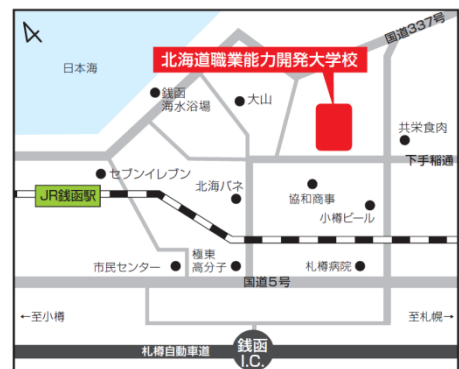 国道337号
日本海
北海道職業能力開発大学校
銭函
海水浴場
大山
共栄食肉
下手稲通
セブンイレブン
JR銭函駅
北海バネ
協和商事
小樽ビール
市民センター
極東
高分子
札樽病院
国道5号
←至小樽
至札幌→
札樽自動車道
銭函
I.C.